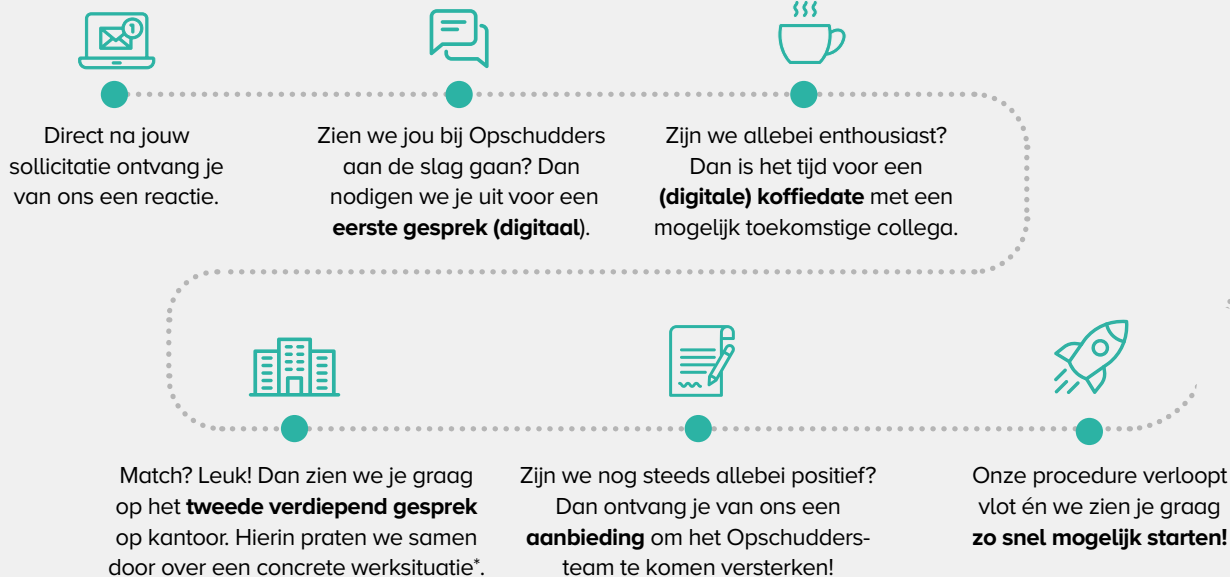 1
Direct na jouw
sollicitatie ontvang je
van ons een reactie.
Zien we jou bij Opschudders
aan de slag gaan? Dan
nodigen we je uit voor een
eerste gesprek (digitaal).
Zijn we allebei enthousiast?
Dan is het tijd voor een
(digitale) koffiedate met een
mogelijk toekomstige collega.
Match? Leuk! Dan zien we je graag
op het tweede verdiepend gesprek
op kantoor. Hierin praten we samen
door over een concrete werksituatie*.
Zijn we nog steeds allebei positief?
Dan ontvang je van ons een
aanbieding om het Opschudders-
team te komen versterken!
Onze procedure verloopt
vlot én we zien je graag
zo snel mogelijk starten!